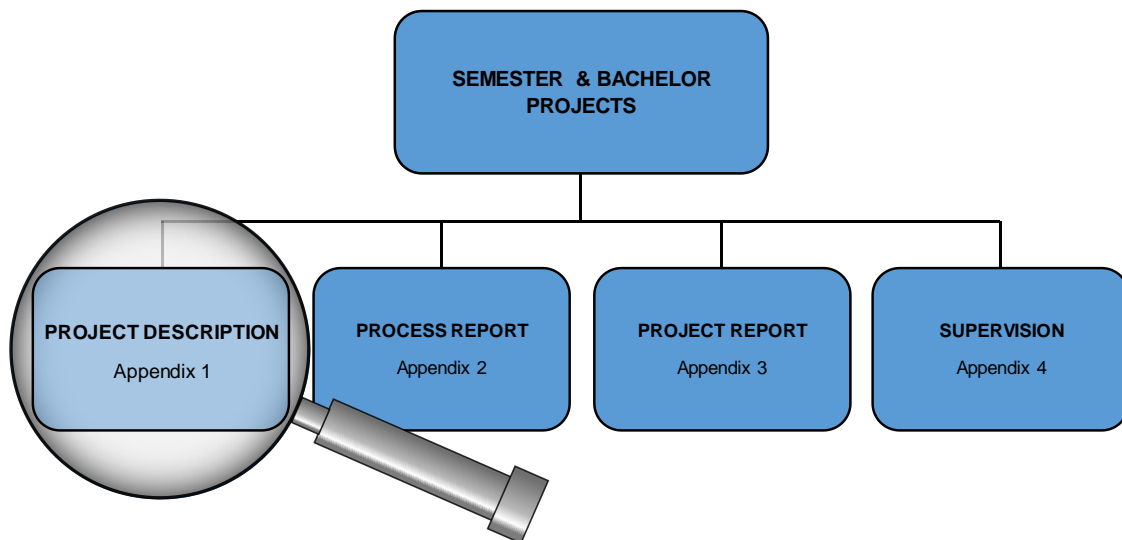 SEMESTER & BACHELOR
PROJECTS
PROJECT DESCRIPTION
Appendix 1
PROCESS REPORT
Appendix 2
PROJECT REPORT
Appendix 3
SUPERVISION
Appendix 4